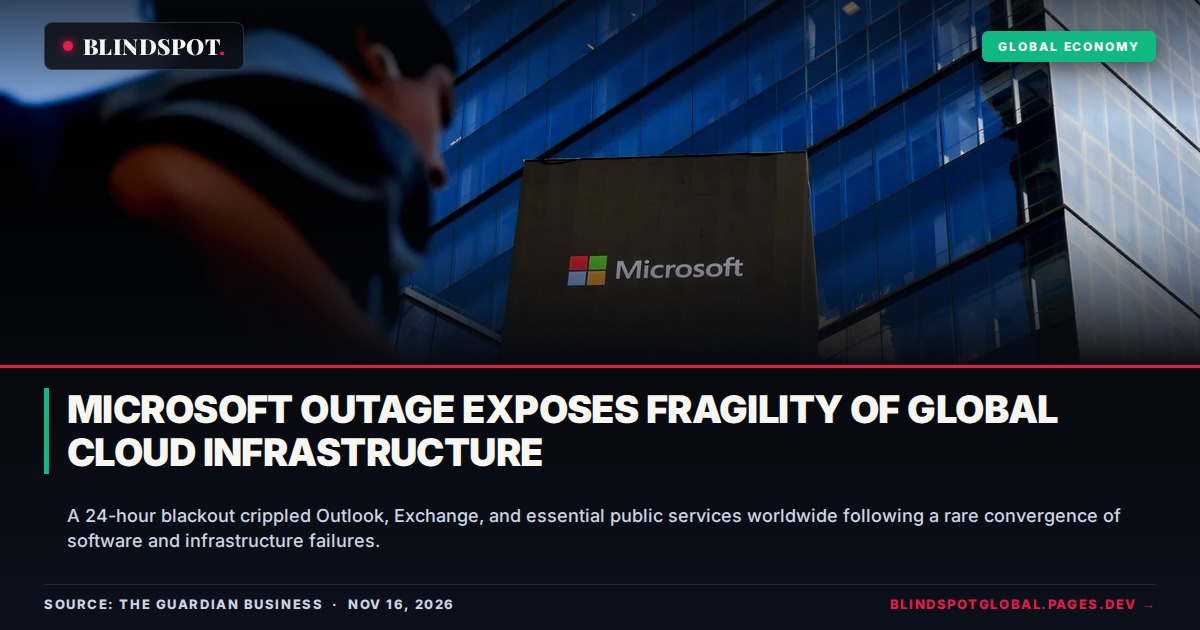 BLINDSPOT.
GLOBAL ECONOMY
Microsoft
MICROSOFT OUTAGE EXPOSES FRAGILITY OF GLOBAL
CLOUD INFRASTRUCTURE
A 24-hour blackout crippled Outlook, Exchange, and essential public services worldwide following a rare convergence of
software and infrastructure failures.
SOURCE: THE GUARDIAN BUSINESS · NOV 16, 2026
BLINDSPOTGLOBAL.PAGES.DEV →